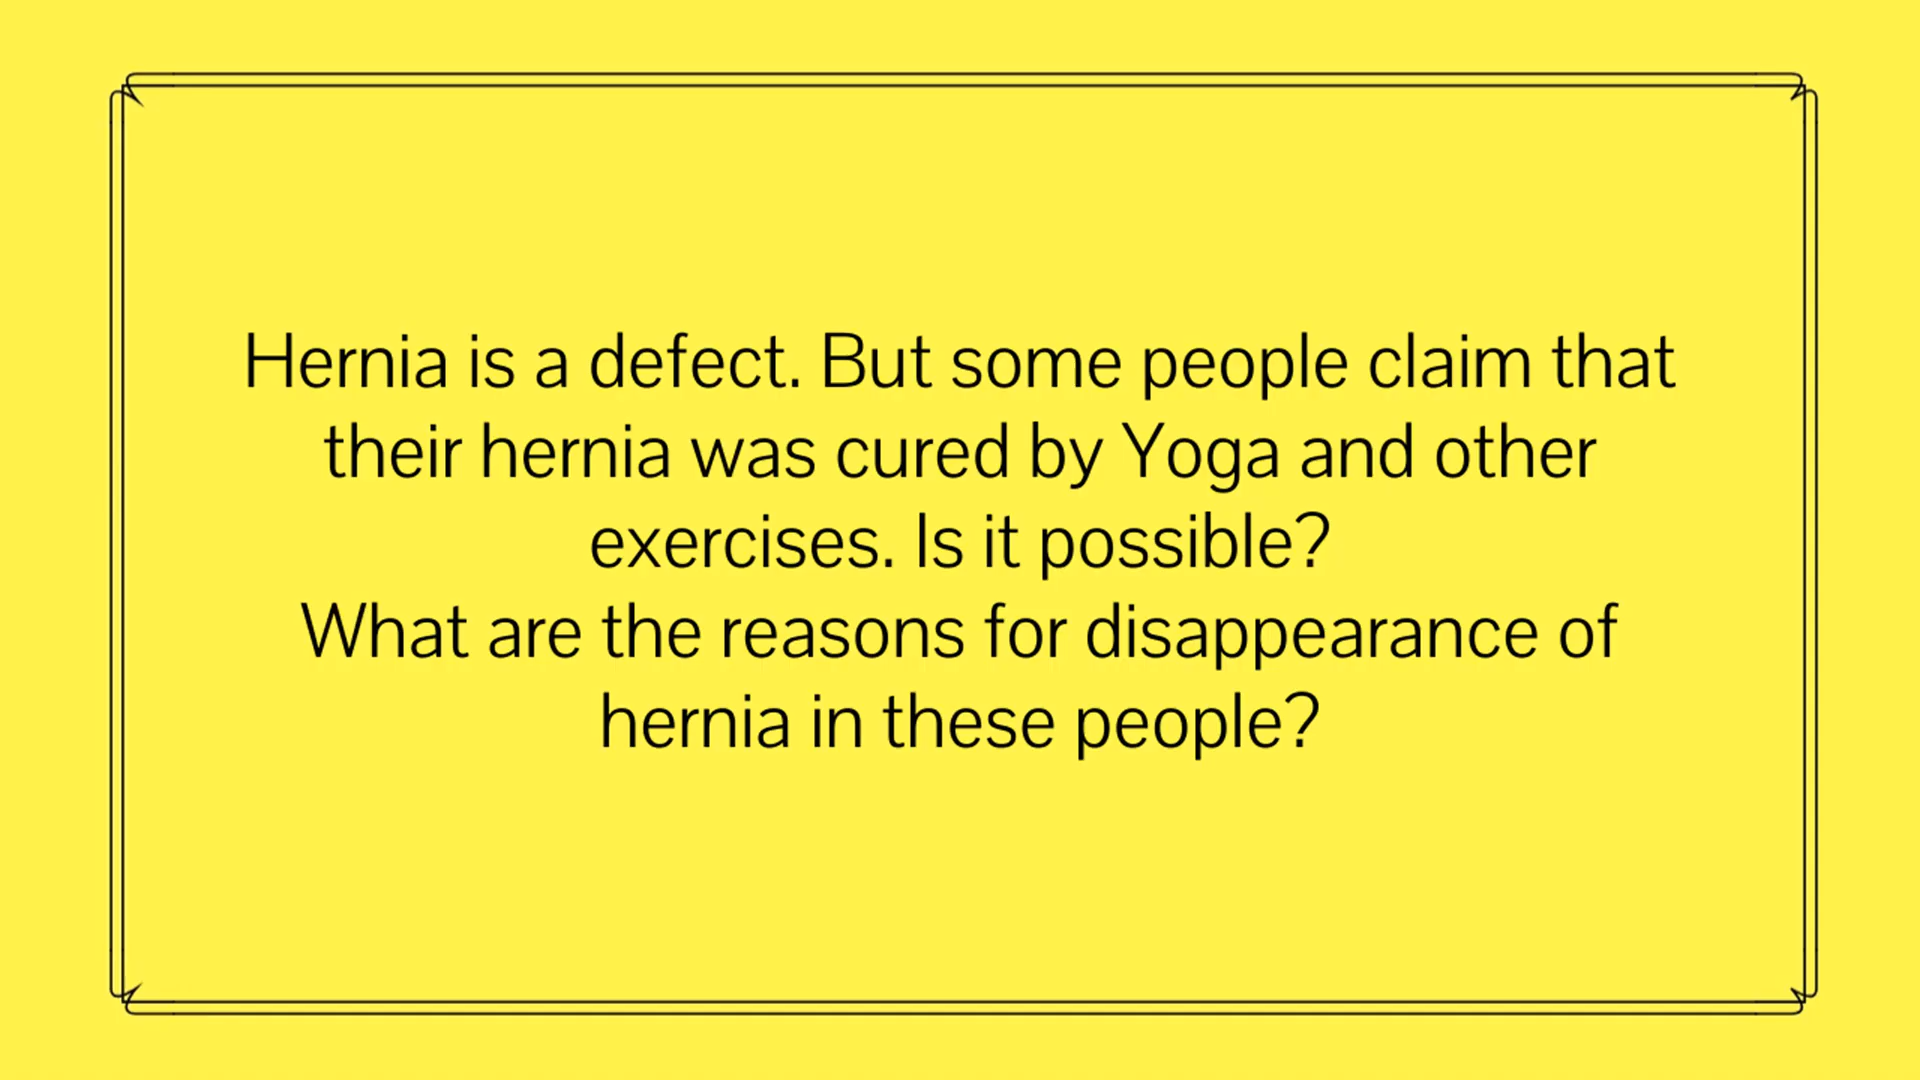 Hernia is a defect. But some people claim that
their hernia was cured by Yoga and other
exercises. Is it possible?
What are the reasons for disappearance of
hernia in these people?